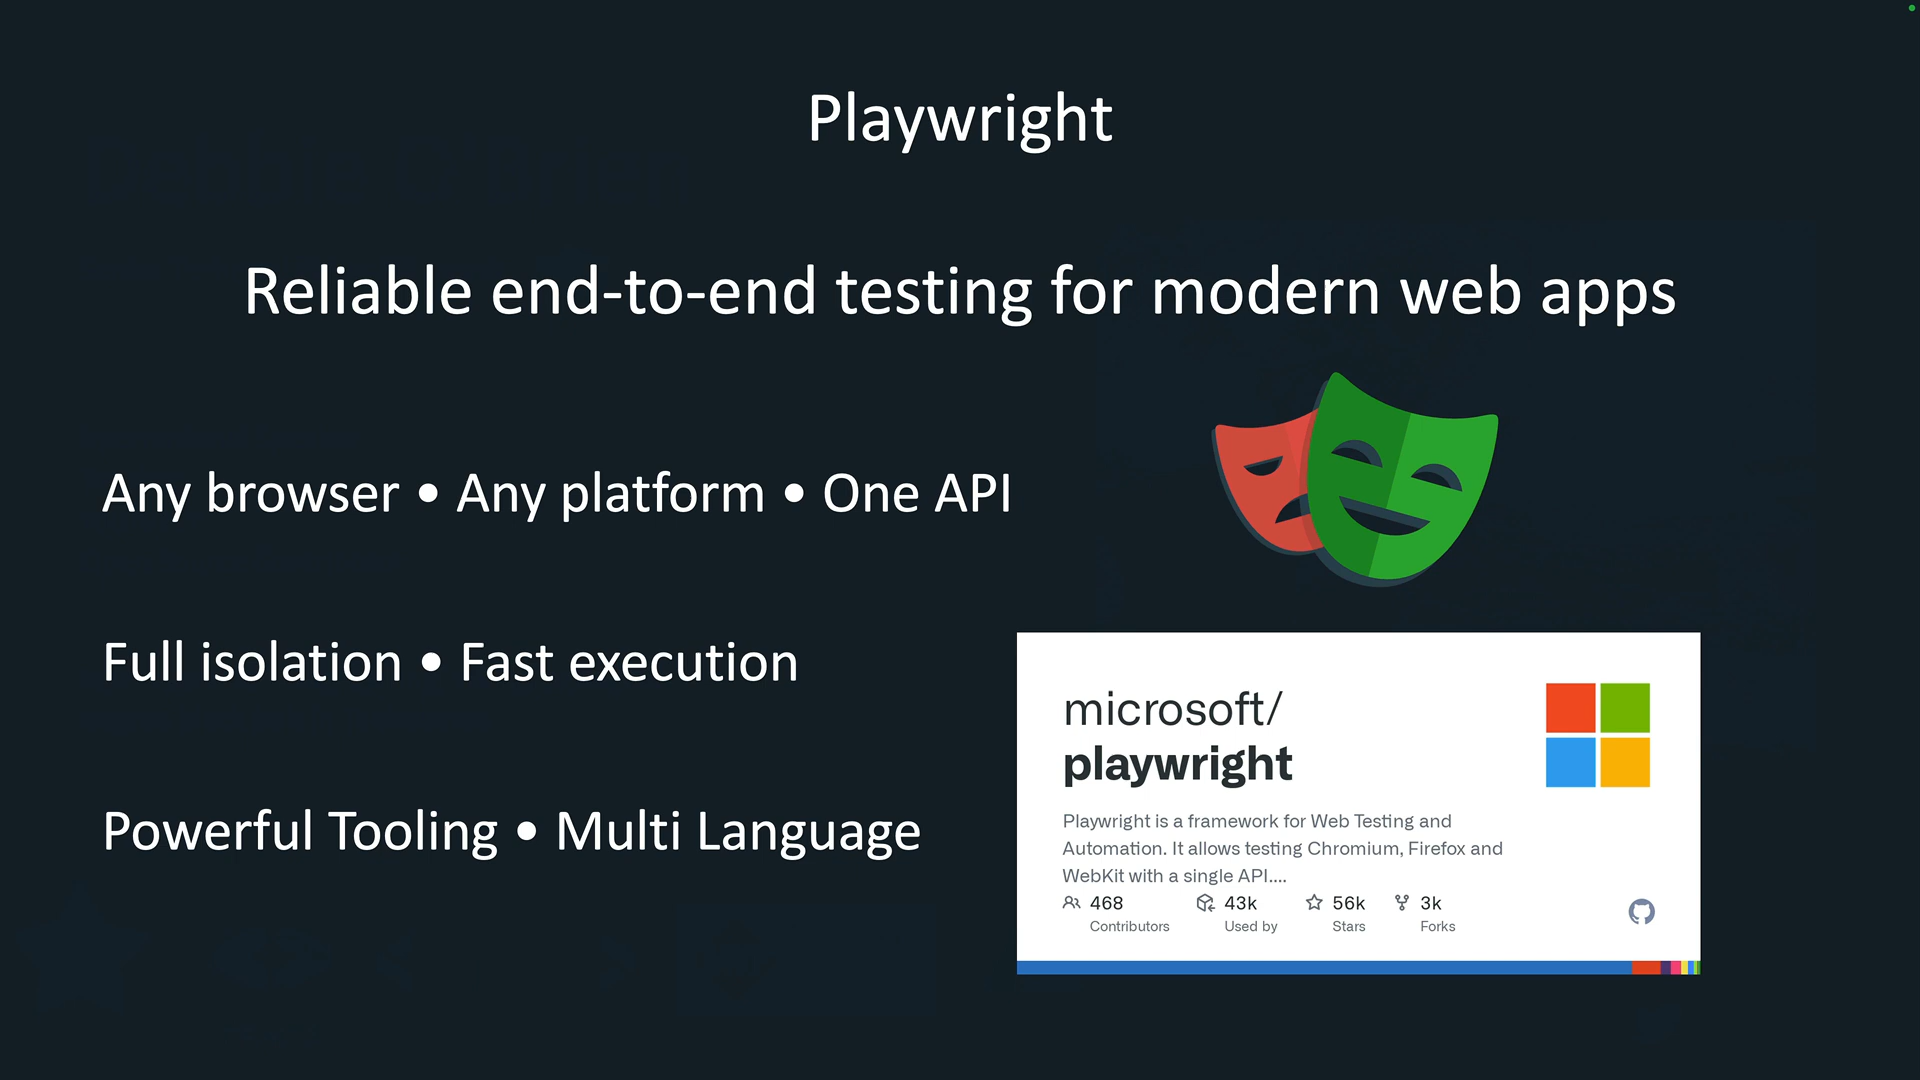 Playwright
Reliable end-to-end testing for modern web apps
Any browser • Any platform • One API
Full isolation • Fast execution
Powerful Tooling • Multi Language
microsoft/
playwright
Playwright is a framework for Web Testing and
Automation. It allows testing Chromium, Firefox and
WebKit with a single API....
468 43k 56k 3k
Contributors Used by Stars Forks